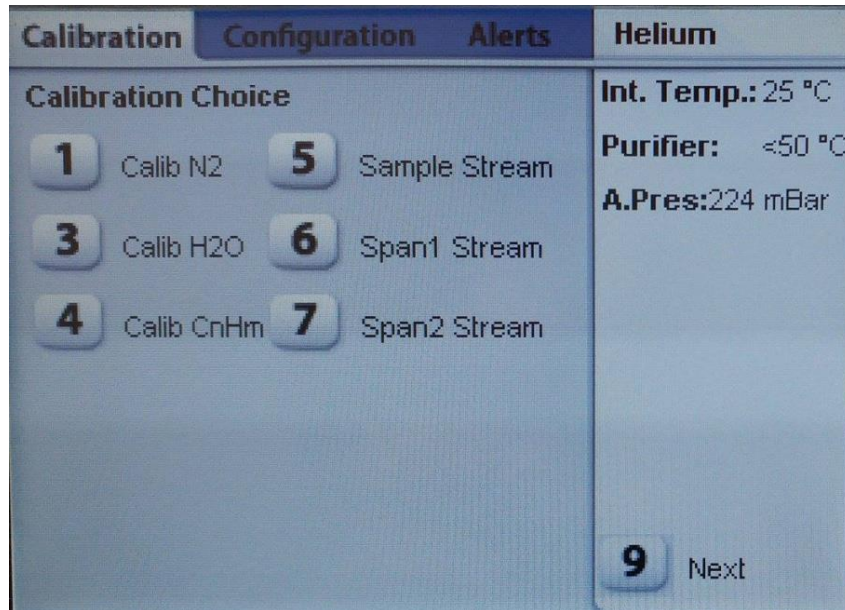 Calibration Configuration Alerts Helium
Calibration Choice
1 Calib N2 5 Sample Stream
3 Calib H2O 6 Span1 Stream
4 Calib CnHm 7 Span2 Stream
Int. Temp.: 25 °C
Purifier: <50 °C
A.Pres:224 mBar
9 Next